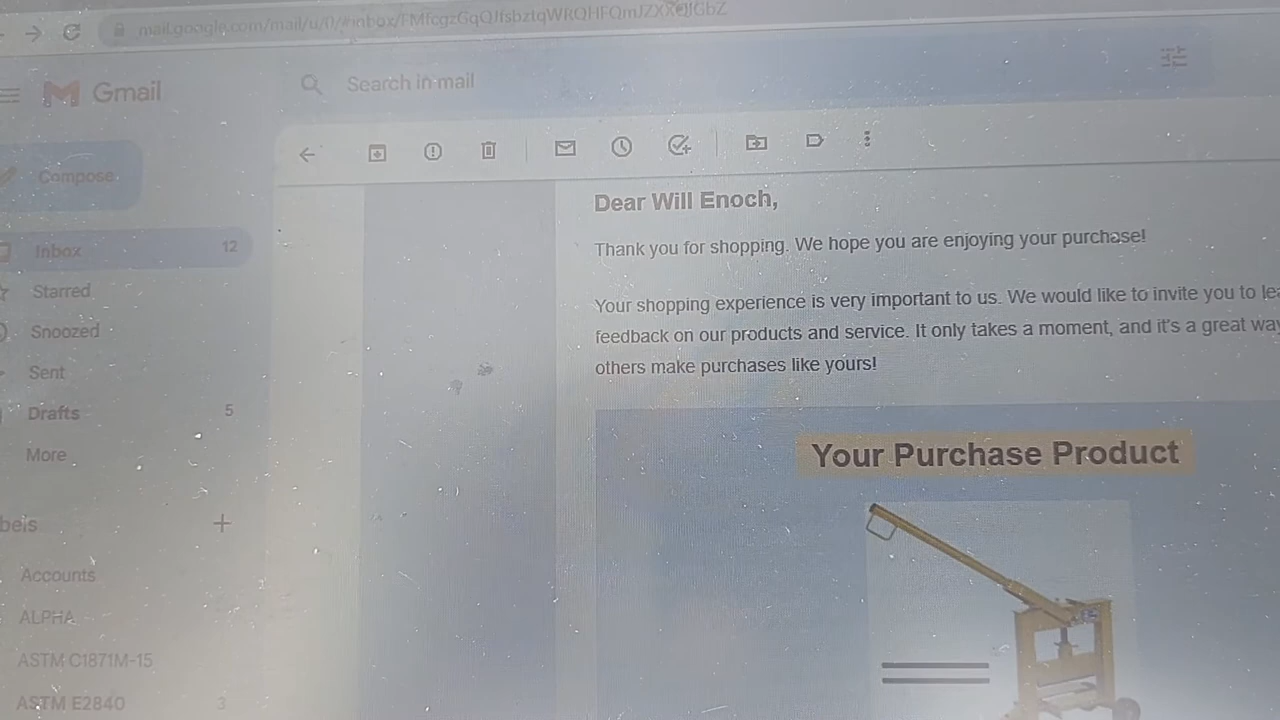 Gmail
Search in mail
Compose
Inbox 12
Starred
Snoozed
Sent
Drafts 5
More
Accounts
ALPHA
ASTM C1871M-15
ASTM E2840 3
Dear Will Enoch,
Thank you for shopping. We hope you are enjoying your purchase!
Your shopping experience is very important to us. We would like to invite you to
feedback on our products and service. It only takes a moment, and it's a great
others make purchases like yours!
Your Purchase Product